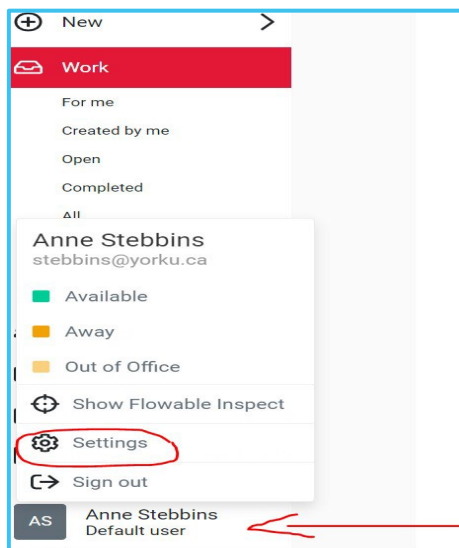 New
Work
For me
Created by me
Open
Completed
All
Anne Stebbins
stebbins@yorku.ca
Available
Away
Out of Office
Show Flowable Inspect
Settings
Sign out
AS
Anne Stebbins
Default user